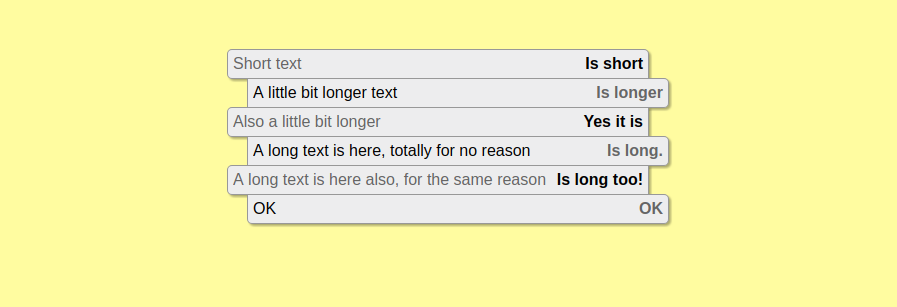 Short text Is short
A little bit longer text Is longer
Also a little bit longer Yes it is
A long text is here, totally for no reason Is long.
A long text is here also, for the same reason Is long too!
OK OK